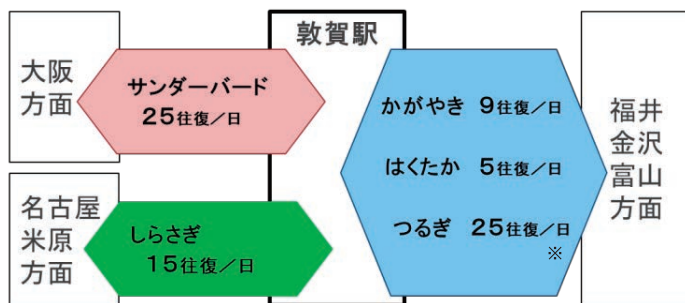 敦賀駅
大阪
方面
サンダーバード
25往復／日
名古屋
米原
方面
しらさぎ
15往復／日
かがやき 9往復／日
はくたか 5往復／日
つるぎ 25往復／日
※
福井
金沢
富山
方面